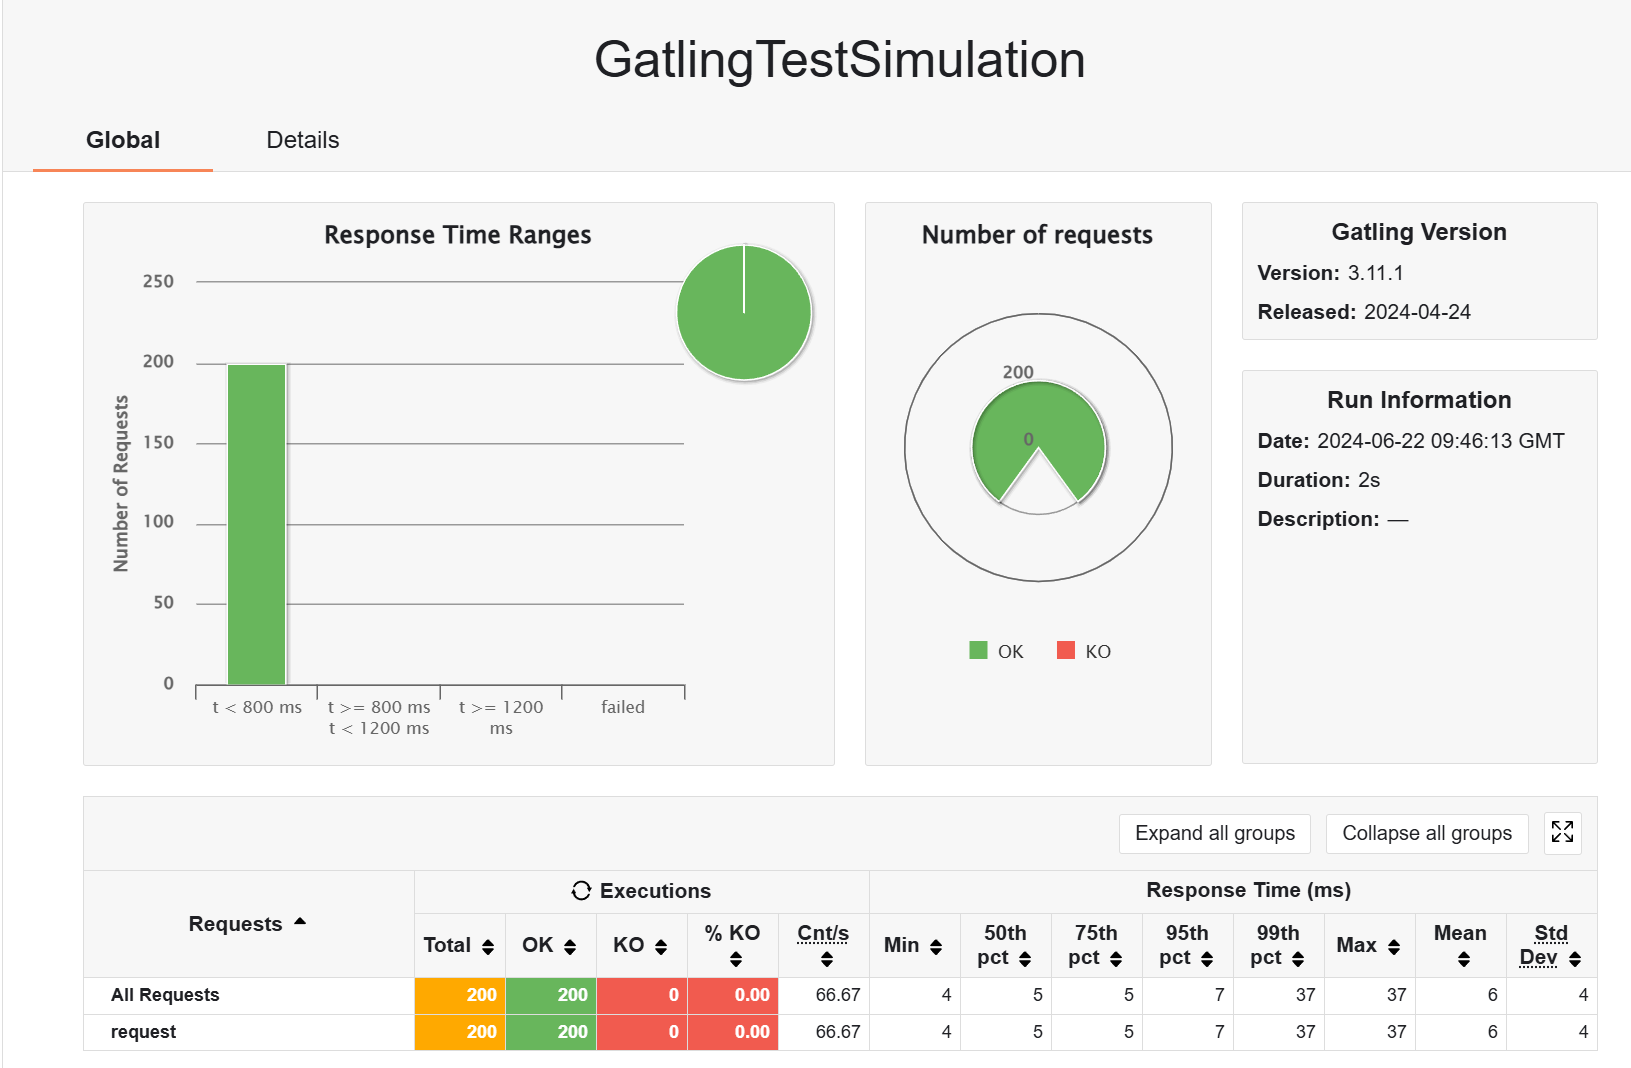 GatlingTestSimulation
Global
Details
Response Time Ranges
250
200
150
100
50
0
Number of Requests
t < 800 ms
t >= 800 ms
t < 1200 ms
t >= 1200
ms
failed
Number of requests
200
0
OK
KO
Gatling Version
Version: 3.11.1
Released: 2024-04-24
Run Information
Date: 2024-06-22 09:46:13 GMT
Duration: 2s
Description: —
Expand all groups
Collapse all groups
Requests
Executions
Response Time (ms)
Total
OK
KO
% KO
Cnt/s
Min
50th
pct
75th
pct
95th
pct
99th
pct
Max
Mean
Std
Dev
All Requests 200 200 0 0.00 66.67 4 5 5 7 37 37 6 4
request 200 200 0 0.00 66.67 4 5 5 7 37 37 6 4